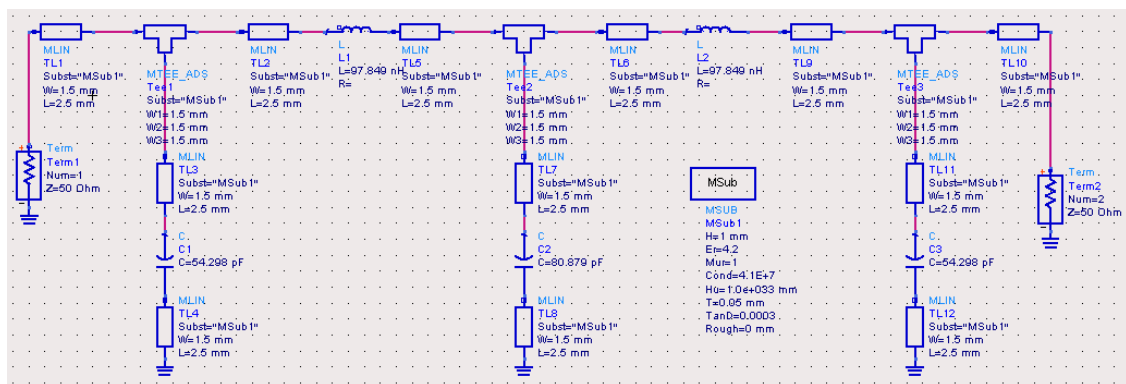 MLIN
TL1
Subst="MSub1"
W=1.5 mm
L=2.5 mm
MTEE_ADS
Tee1
Subst="MSub1"
W1=1.5 mm
W2=1.5 mm
W3=1.5 mm
MLIN
TL2
Subst="MSub1"
W=1.5 mm
L=2.5 mm
L
L1
L=97.849 nH
R=
MLIN
TL5
Subst="MSub1"
W=1.5 mm
L=2.5 mm
MTEE_ADS
Tee2
Subst="MSub1"
W1=1.5 mm
W2=1.5 mm
W3=1.5 mm
MLIN
TL6
Subst="MSub1"
W=1.5 mm
L=2.5 mm
L
L2
L=97.849 nH
R=
MLIN
TL9
Subst="MSub1"
W=1.5 mm
L=2.5 mm
MTEE_ADS
Tee3
Subst="MSub1"
W1=1.5 mm
W2=1.5 mm
W3=1.5 mm
MLIN
TL10
Subst="MSub1"
W=1.5 mm
L=2.5 mm
Term
Term1
Num=1
Z=50 Ohm
MLIN
TL3
Subst="MSub1"
W=1.5 mm
L=2.5 mm
MLIN
TL7
Subst="MSub1"
W=1.5 mm
L=2.5 mm
MSub
MSUB
MSub1
H=1 mm
Er=4.2
Mur=1
Cond=4.1E+7
Hu=1.0e+033 mm
T=0.95 mm
TanD=0.0003
Rough=0 mm
MLIN
TL11
Subst="MSub1"
W=1.5 mm
L=2.5 mm
Term
Term2
Num=2
Z=50 Ohm
C
C1
C=54.298 pF
C
C2
C=80.879 pF
C
C3
C=54.298 pF
MLIN
TL4
Subst="MSub1"
W=1.5 mm
L=2.5 mm
MLIN
TL8
Subst="MSub1"
W=1.5 mm
L=2.5 mm
MLIN
TL12
Subst="MSub1"
W=1.5 mm
L=2.5 mm